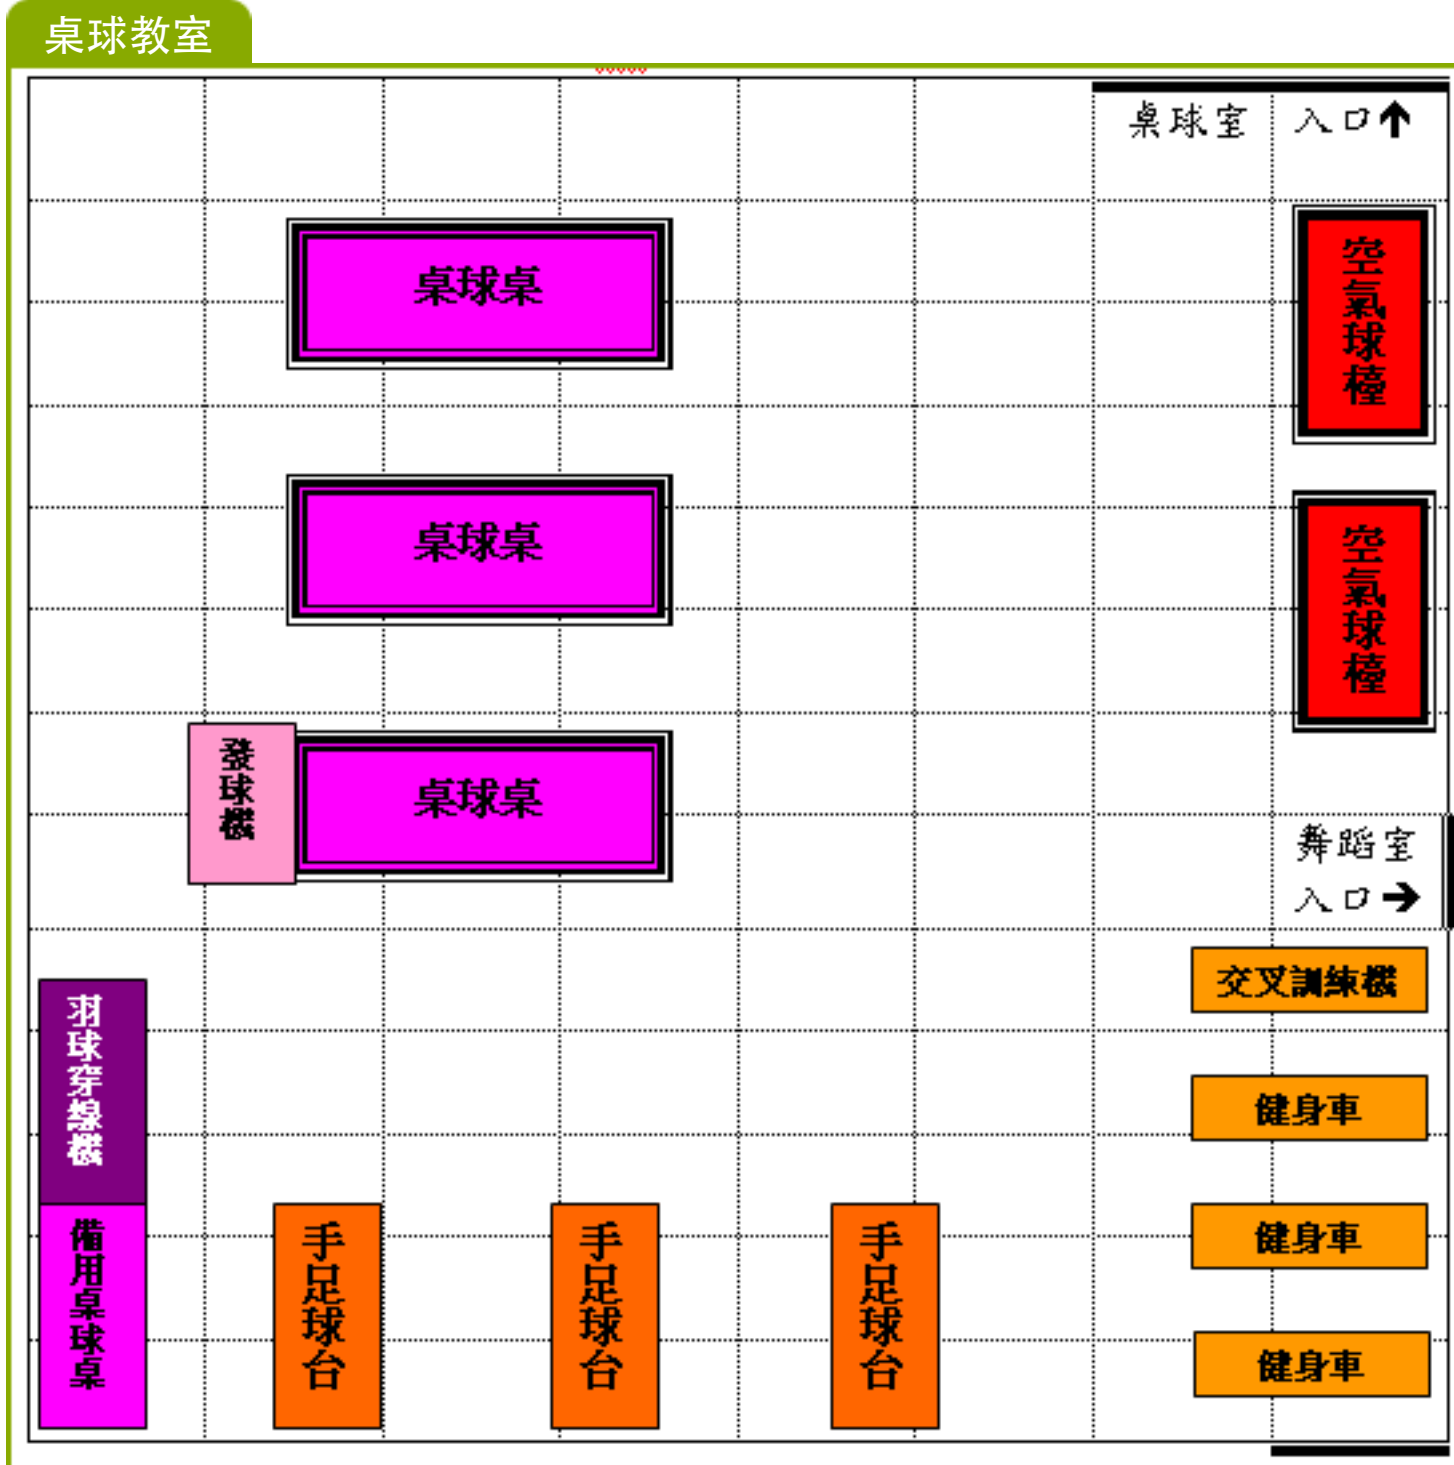 桌球教室
桌球室 入口↑
桌球桌
空氣球檯
桌球桌
空氣球檯
發球機
桌球桌
舞蹈室
入口→
交叉訓練機
羽球穿線機
健身車
備用桌球桌
手足球台
手足球台
手足球台
健身車
健身車